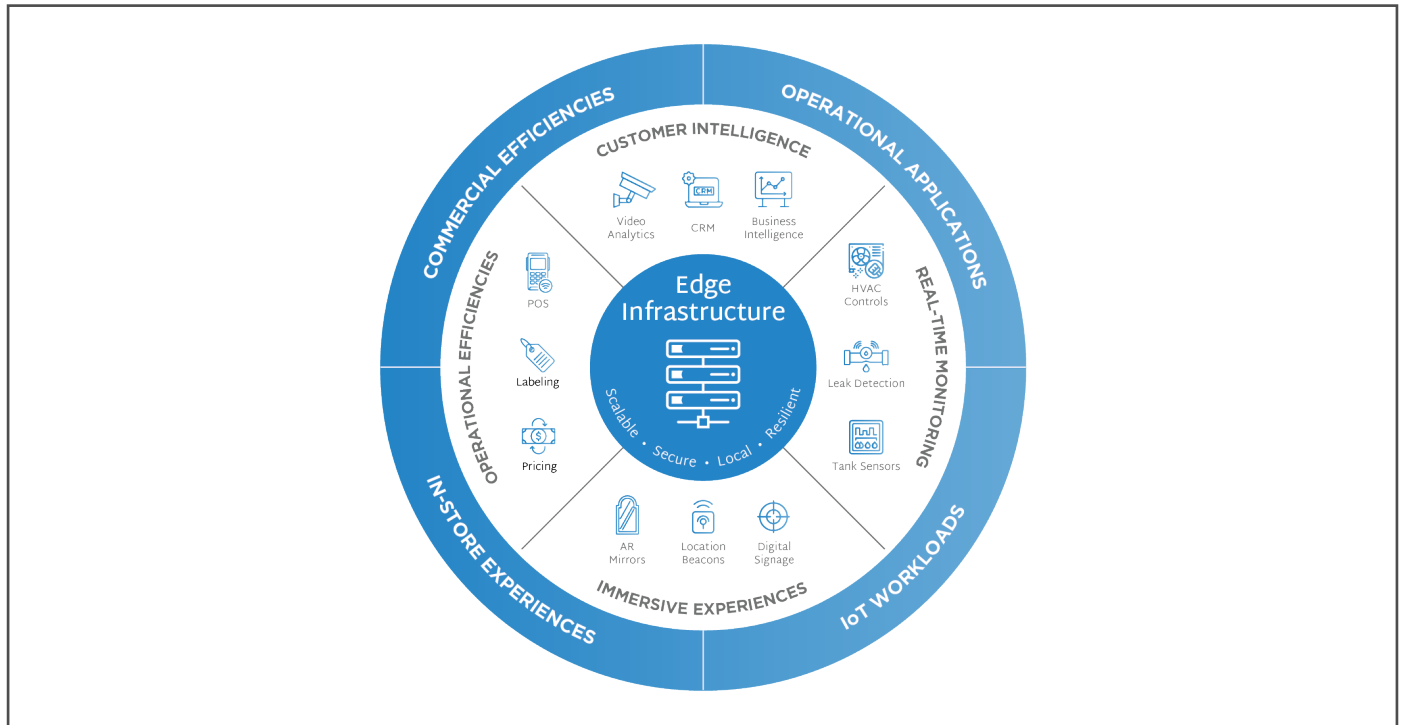 COMMERCIAL EFFICIENCIES
OPERATIONAL APPLICATIONS
CUSTOMER INTELLIGENCE
Video
Analytics
CRM
CRM
Business
Intelligence
OPERATIONAL EFFICIENCIES
POS
Labeling
$
Pricing
Edge
Infrastructure
Scalable • Secure • Local • Resilient
HVAC
Controls
Leak Detection
Tank Sensors
REAL-TIME MONITORING
AR
Mirrors
Location
Beacons
Digital
Signage
IMMERSIVE EXPERIENCES
IN-STORE EXPERIENCES
IoT WORKLOADS